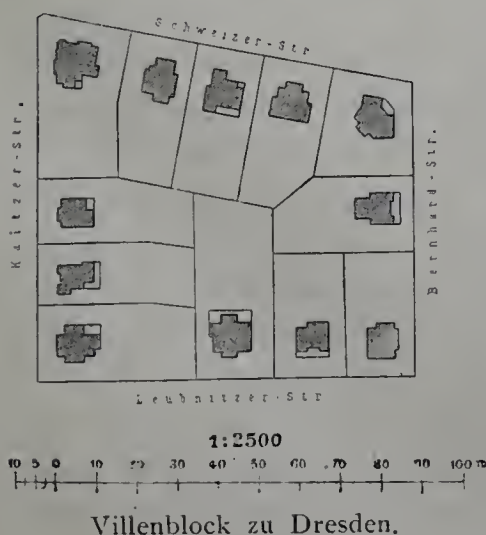 Schweizer-Str
Kaitzer-Str.
Bernhard-Str.
Leubnitzer-Str
1:2500
10 5 0 10 20 30 40 50 60 70 80 90 100 m
Villenblock zu Dresden.